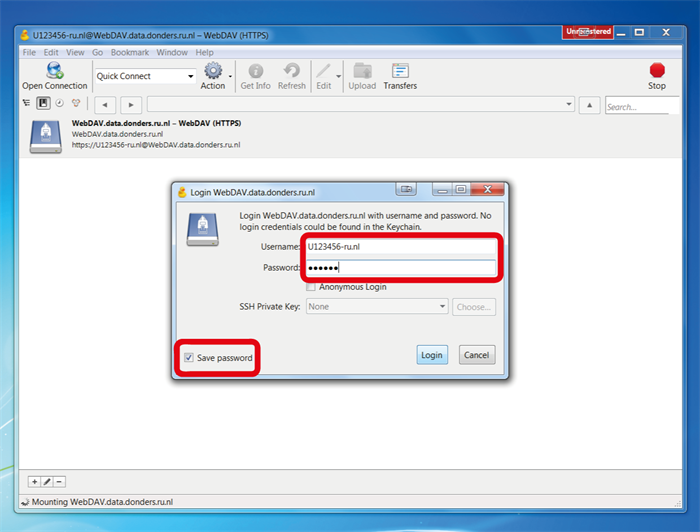 U123456-ru.nl@WebDAV.data.donders.ru.nl – WebDAV (HTTPS)
Unregistered
File Edit View Go Bookmark Window Help
Quick Connect
Open Connection Action Get Info Refresh Edit Upload Transfers Stop
Search...
WebDAV.data.donders.ru.nl – WebDAV (HTTPS)
WebDAV.data.donders.ru.nl
https://U123456-ru.nl@WebDAV.data.donders.ru.nl
Login WebDAV.data.donders.ru.nl
Login WebDAV.data.donders.ru.nl with username and password. No
login credentials could be found in the Keychain.
Username: U123456-ru.nl
Password: ●●●●●●
Anonymous Login
SSH Private Key: None Choose...
Save password Login Cancel
Mounting WebDAV.data.donders.ru.nl